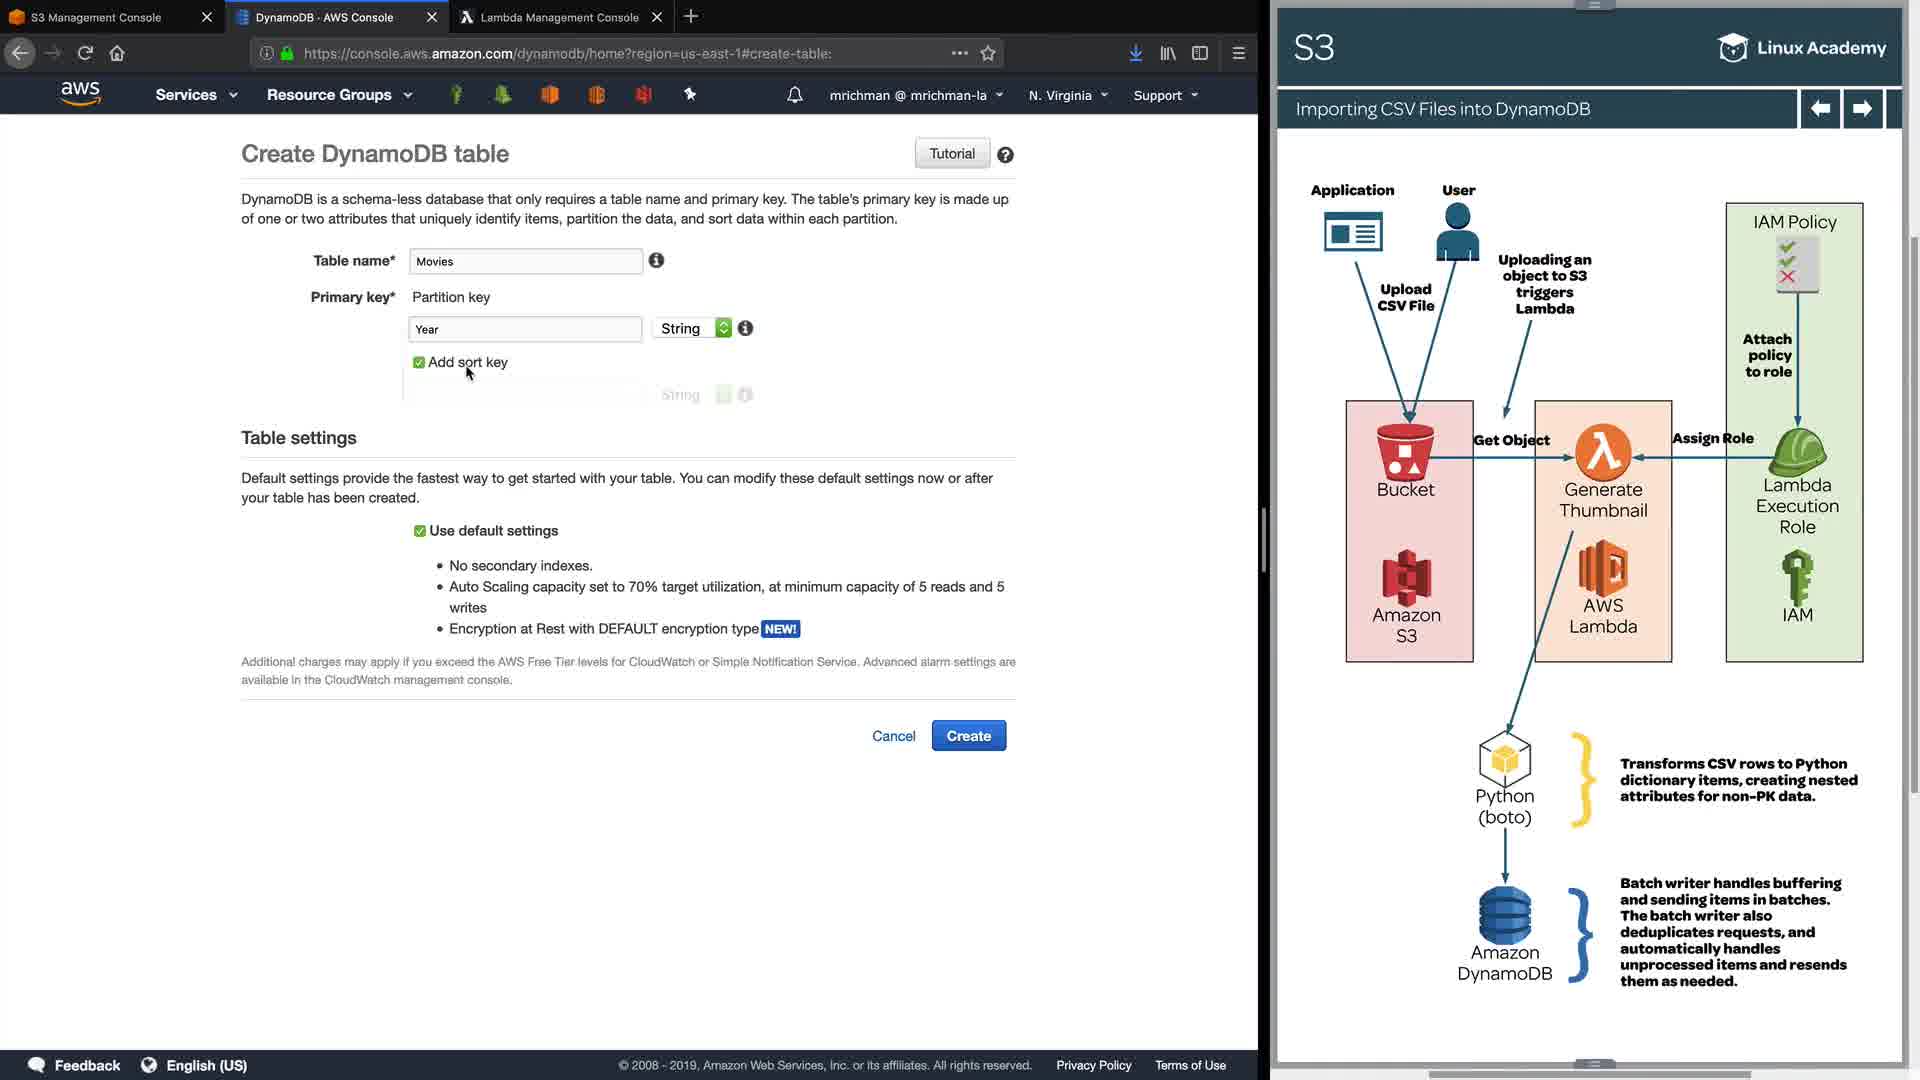 S3 Management Console
DynamoDB - AWS Console
Lambda Management Console
https://console.aws.amazon.com/dynamodb/home?region=us-east-1#create-table:
aws
Services
Resource Groups
mrichman @ mrichman-la
N. Virginia
Support
Create DynamoDB table
Tutorial
DynamoDB is a schema-less database that only requires a table name and primary key. The table's primary key is made up
of one or two attributes that uniquely identify items, partition the data, and sort data within each partition.
Table name*
Movies
Primary key*
Partition key
Year
String
Add sort key
String
Table settings
Default settings provide the fastest way to get started with your table. You can modify these default settings now or after
your table has been created.
Use default settings
No secondary indexes.
Auto Scaling capacity set to 70% target utilization, at minimum capacity of 5 reads and 5
writes
Encryption at Rest with DEFAULT encryption type NEW!
Additional charges may apply if you exceed the AWS Free Tier levels for CloudWatch or Simple Notification Service. Advanced alarm settings are
available in the CloudWatch management console.
Cancel
Create
Feedback
English (US)
© 2008 - 2019, Amazon Web Services, Inc. or its affiliates. All rights reserved.
Privacy Policy
Terms of Use
S3
Linux Academy
Importing CSV Files into DynamoDB
Application
User
IAM Policy
Uploading an
object to S3
triggers
Lambda
Upload
CSV File
Attach
policy
to role
Get Object
Assign Role
Bucket
Generate
Thumbnail
Lambda
Execution
Role
Amazon
S3
AWS
Lambda
IAM
Python
(boto)
Transforms CSV rows to Python
dictionary items, creating nested
attributes for non-PK data.
Amazon
DynamoDB
Batch writer handles buffering
and sending items in batches.
The batch writer also
deduplicates requests, and
automatically handles
unprocessed items and resends
them as needed.